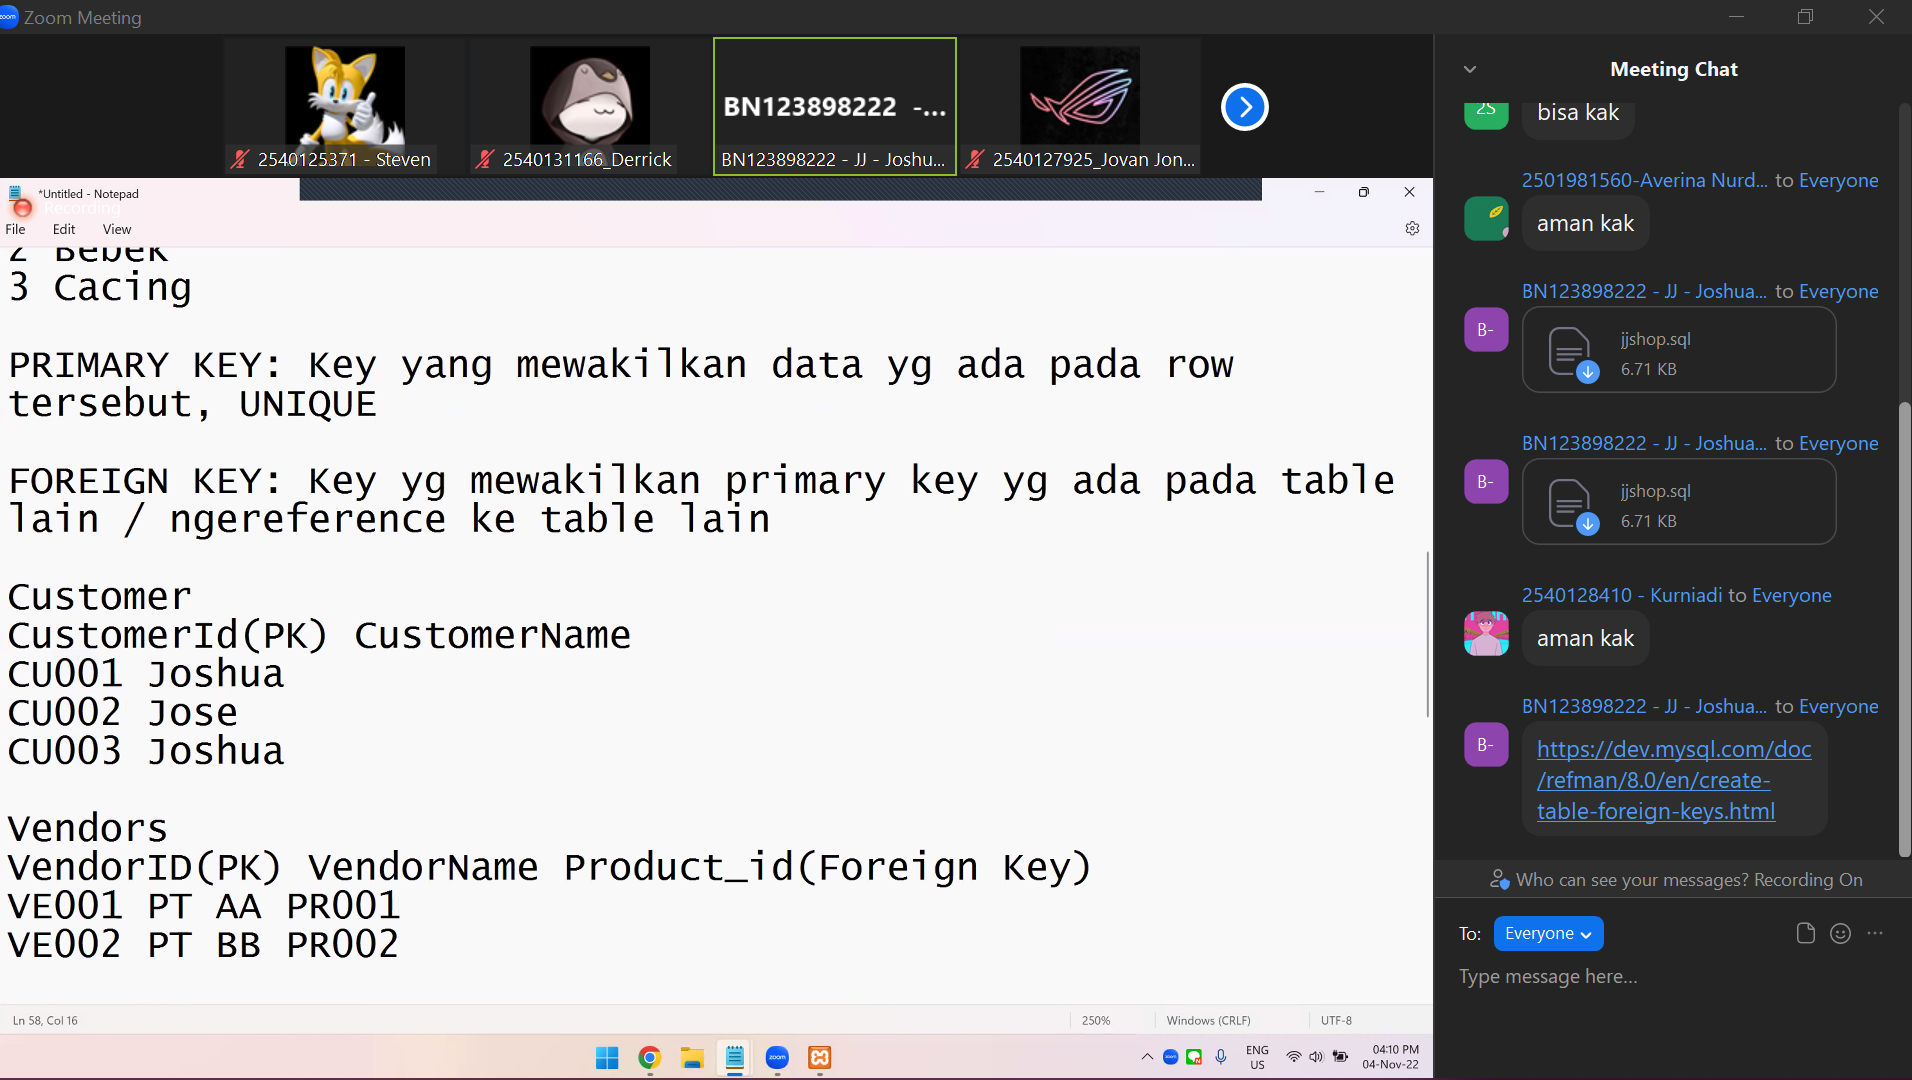 Zoom Meeting
BN123898222 -...
2540125371 - Steven
2540131166_Derrick
BN123898222 - JJ - Joshu...
2540127925_Jovan Jon...
*Untitled - Notepad
Recording
File Edit View
2 Bebek
3 Cacing
PRIMARY KEY: Key yang mewakilkan data yg ada pada row
tersebut, UNIQUE
FOREIGN KEY: Key yg mewakilkan primary key yg ada pada table
lain / ngereference ke table lain
Customer
CustomerId(PK) CustomerName
CU001 Joshua
CU002 Jose
CU003 Joshua
Vendors
VendorID(PK) VendorName Product_id(Foreign Key)
VE001 PT AA PR001
VE002 PT BB PR002
Ln 58, Col 16
250%
Windows (CRLF)
UTF-8
zoom
ENG
US
04:10 PM
04-Nov-22
Meeting Chat
2S
bisa kak
2501981560-Averina Nurd... to Everyone
aman kak
BN123898222 - JJ - Joshua... to Everyone
B-
jjshop.sql
6.71 KB
BN123898222 - JJ - Joshua... to Everyone
B-
jjshop.sql
6.71 KB
2540128410 - Kurniadi to Everyone
aman kak
BN123898222 - JJ - Joshua... to Everyone
B-
https://dev.mysql.com/doc
/refman/8.0/en/create-
table-foreign-keys.html
Who can see your messages? Recording On
To: Everyone
Type message here...